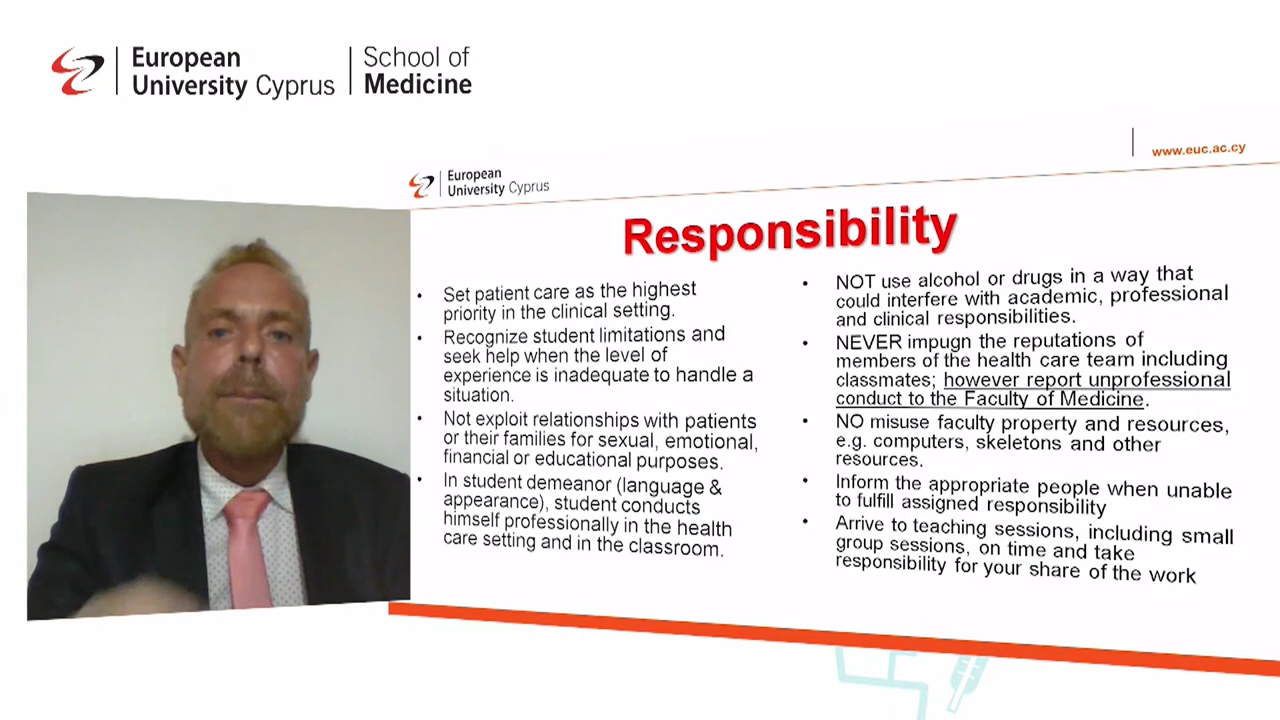 European
University Cyprus
School of
Medicine
www.euc.ac.cy
European
University Cyprus
Responsibility
• Set patient care as the highest
priority in the clinical setting.
• Recognize student limitations and
seek help when the level of
experience is inadequate to handle a
situation.
• Not exploit relationships with patients
or their families for sexual, emotional,
financial or educational purposes.
• In student demeanor (language &
appearance), student conducts
himself professionally in the health
care setting and in the classroom.
• NOT use alcohol or drugs in a way that
could interfere with academic, professional
and clinical responsibilities.
• NEVER impugn the reputations of
members of the health care team including
classmates; however report unprofessional
conduct to the Faculty of Medicine.
• NO misuse faculty property and resources,
e.g. computers, skeletons and other
resources.
• Inform the appropriate people when unable
to fulfill assigned responsibility
• Arrive to teaching sessions, including small
group sessions, on time and take
responsibility for your share of the work